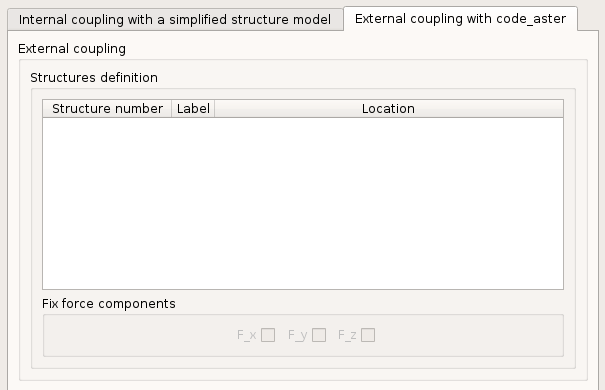 Internal coupling with a simplified structure model External coupling with code_aster
External coupling
Structures definition
Structure number Label Location
Fix force components
F_x F_y F_z